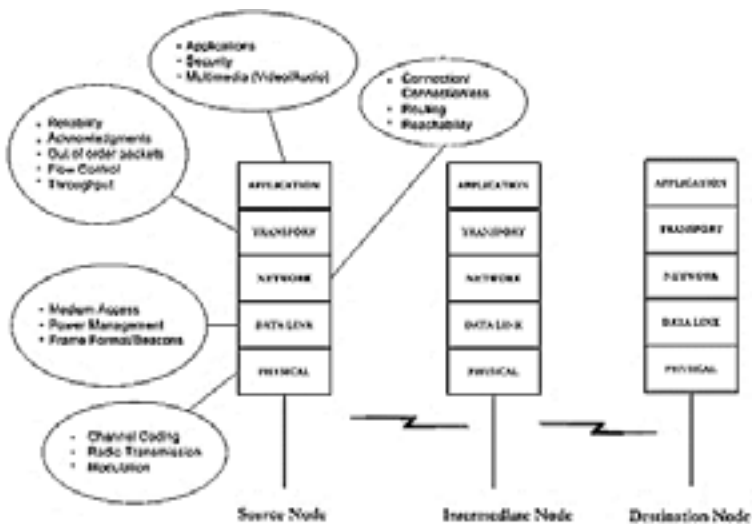 • Applications
• Security
• Multimedia (Video/Audio)
• Connection/
Connectionless
• Routing
• Reachability
• Reliability
• Acknowledgments
• Out of order packets
• Flow Control
• Throughput
• Medium Access
• Power Management
• Frame Format/Beacons
• Channel Coding
• Radio Transmission
• Modulation
APPLICATION
TRANSPORT
NETWORK
DATA LINK
PHYSICAL
Source Node
APPLICATION
TRANSPORT
NETWORK
DATA LINK
PHYSICAL
Intermediate Node
APPLICATION
TRANSPORT
NETWORK
DATA LINK
PHYSICAL
Destination Node